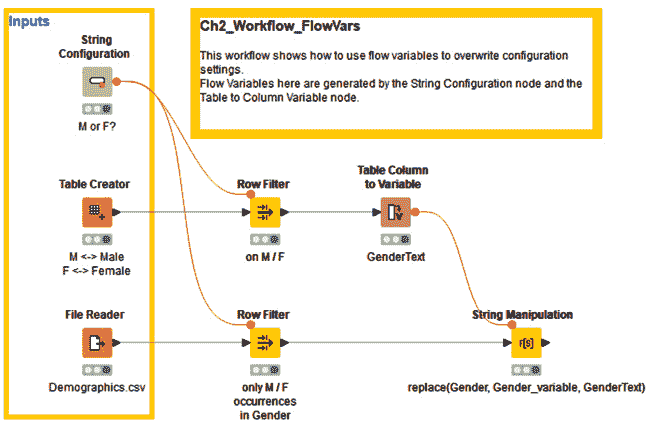 Inputs
String
Configuration
M or F?
Ch2_Workflow_FlowVars
This workflow shows how to use flow variables to overwrite configuration
settings.
Flow Variables here are generated by the String Configuration node and the
Table to Column Variable node.
Table Creator
M <-> Male
F <-> Female
Row Filter
on M / F
Table Column
to Variable
GenderText
File Reader
Demographics.csv
Row Filter
only M / F
occurrences
in Gender
String Manipulation
F[S]
replace(Gender, Gender_variable, GenderText)